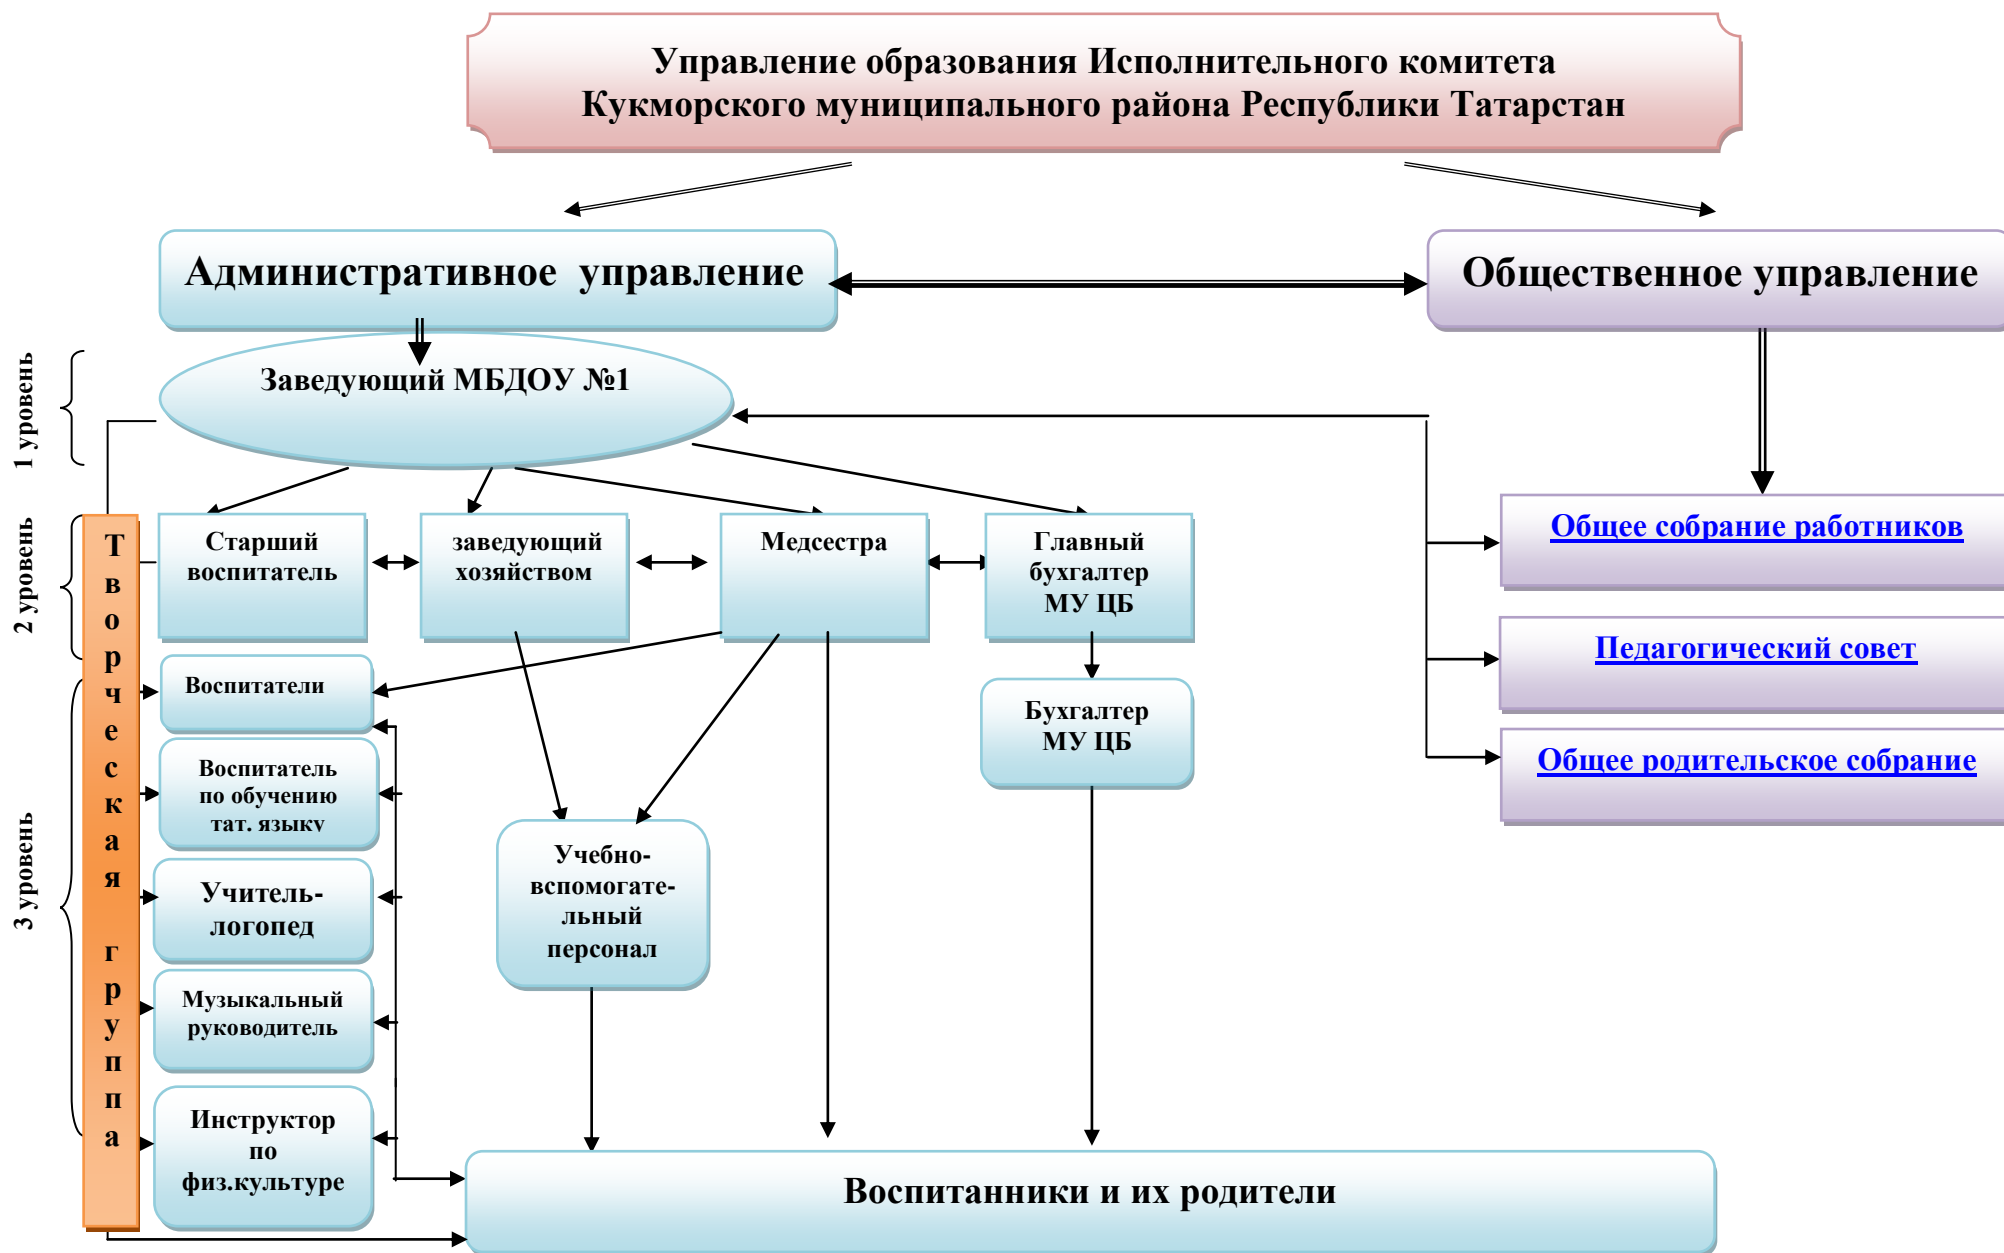 Управление образования Исполнительного комитета
Кукморского муниципального района Республики Татарстан
Административное управление
Общественное управление
1 уровень
Заведующий МБДОУ №1
2 уровень
Творческая группа
Старший
воспитатель
заведующий
хозяйством
Медсестра
Главный
бухгалтер
МУ ЦБ
Общее собрание работников
Педагогический совет
Общее родительское собрание
3 уровень
Воспитатели
Бухгалтер
МУ ЦБ
Воспитатель
по обучению
тат. языку
Учитель-
логопед
Учебно-
вспомогате-
льный
персонал
Музыкальный
руководитель
Инструктор
по
физ.культуре
Воспитанники и их родители